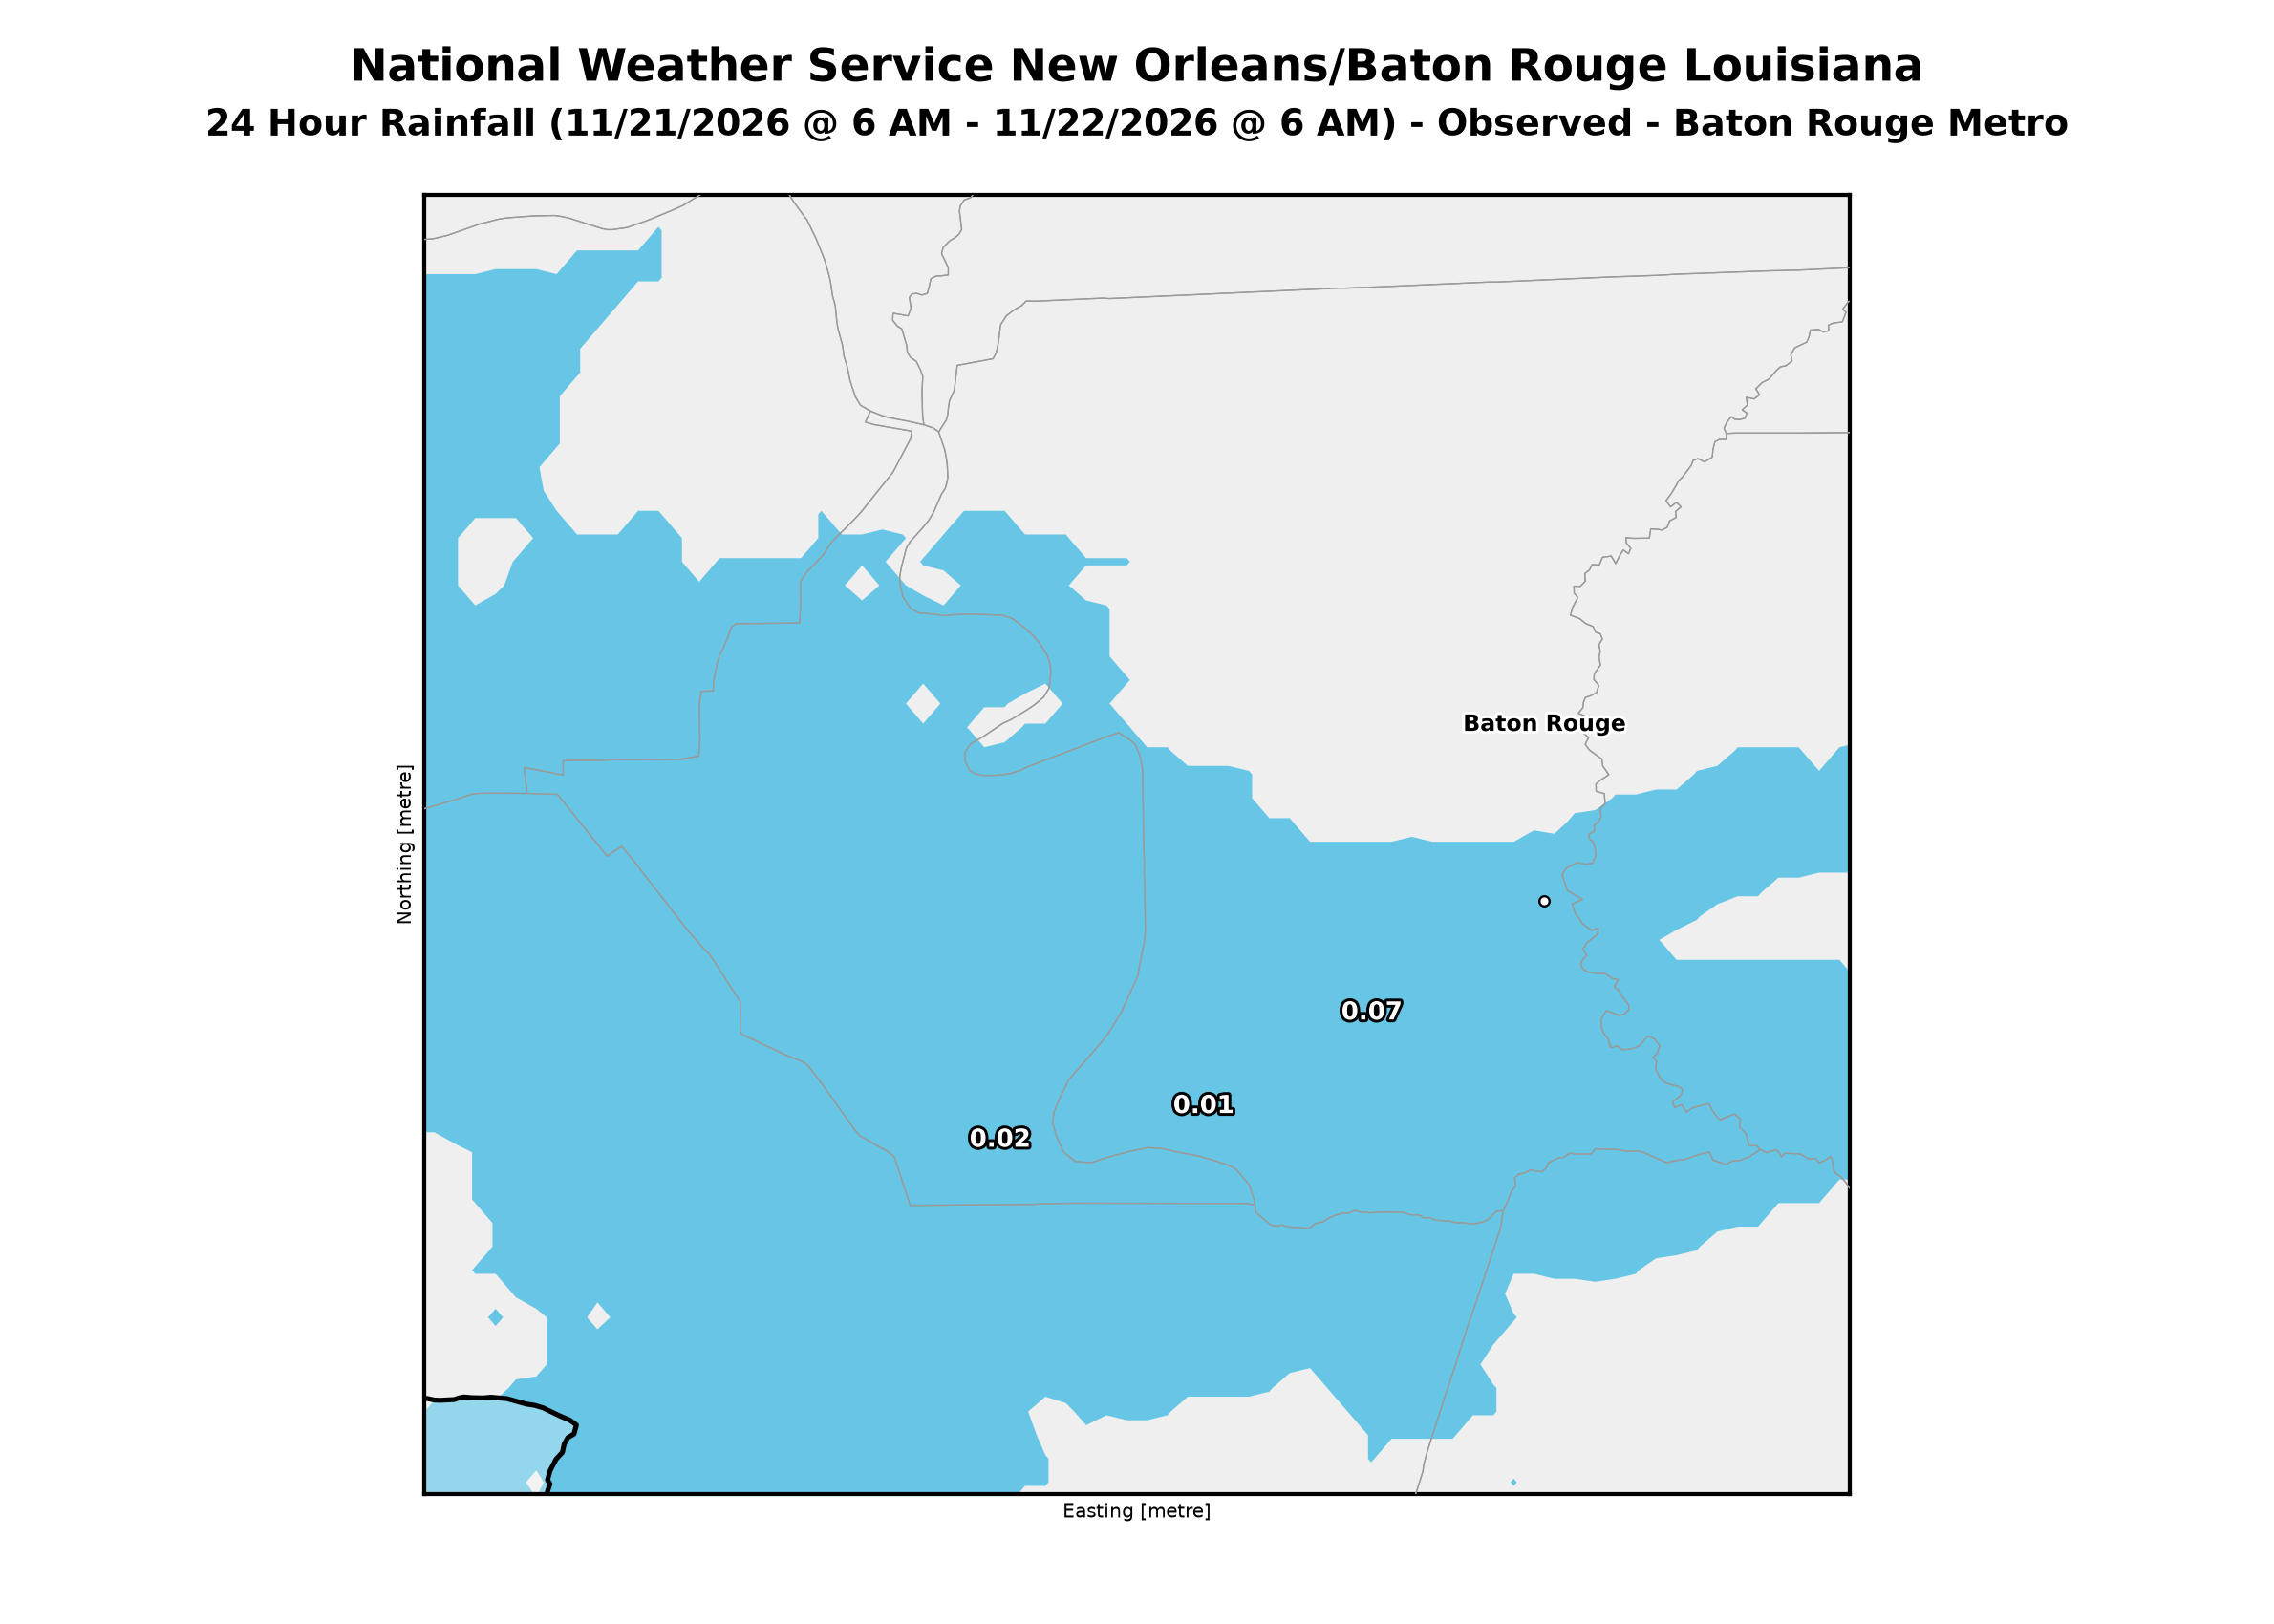 National Weather Service New Orleans/Baton Rouge Louisiana
24 Hour Rainfall (11/21/2026 @ 6 AM - 11/22/2026 @ 6 AM) - Observed - Baton Rouge Metro
Baton Rouge
Northing [metre]
0.07
0.01
0.02
Easting [metre]